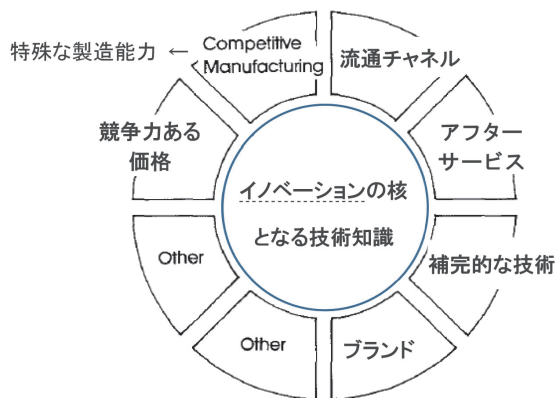 特殊な製造能力 ← Competitive
Manufacturing
流通チャネル
競争力ある
価格
アフター
サービス
イノベーションの核
となる技術知識
Other
補完的な技術
Other
ブランド